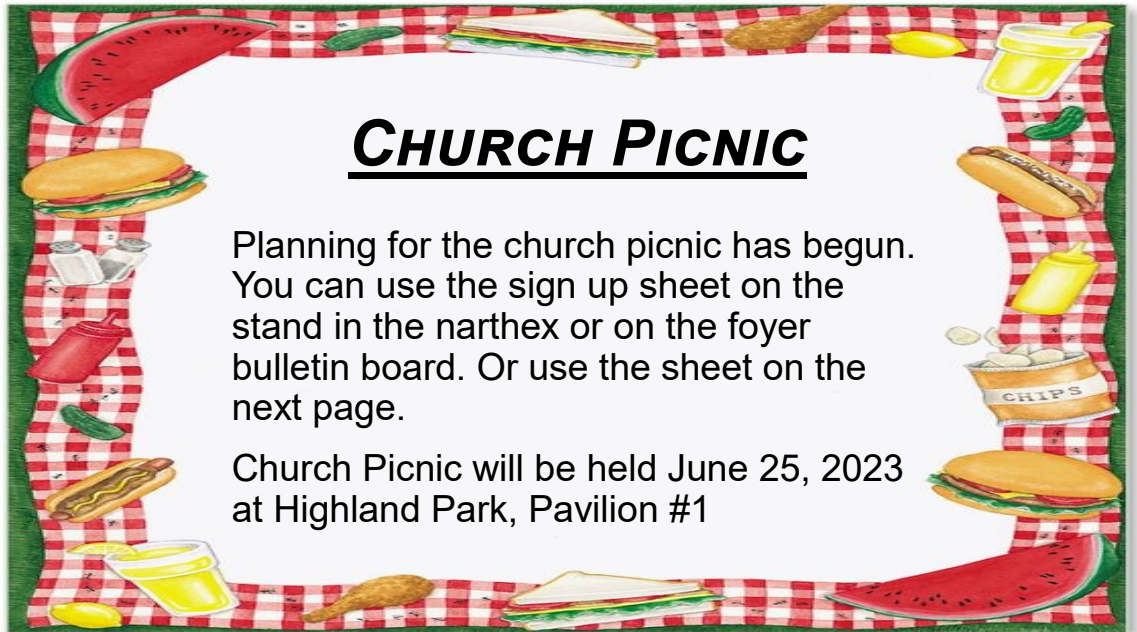 CHURCH PICNIC
Planning for the church picnic has begun.
You can use the sign up sheet on the
stand in the narthex or on the foyer
bulletin board. Or use the sheet on the
next page.
CHIPS
Church Picnic will be held June 25, 2023
at Highland Park, Pavilion #1